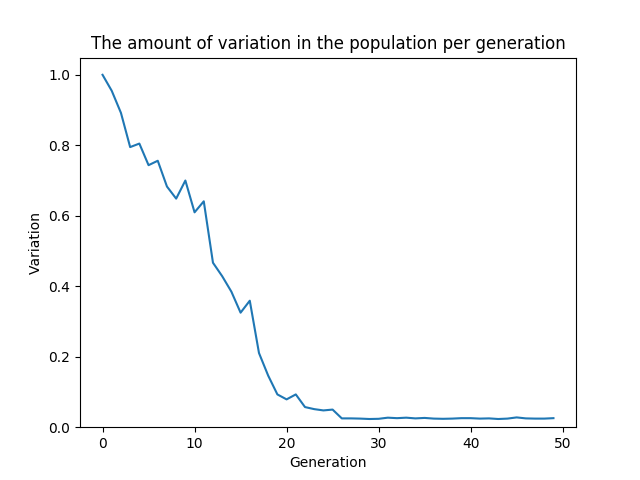 The amount of variation in the population per generation
1.0
0.8
0.6
0.4
0.2
0.0
Variation
0 10 20 30 40 50
Generation